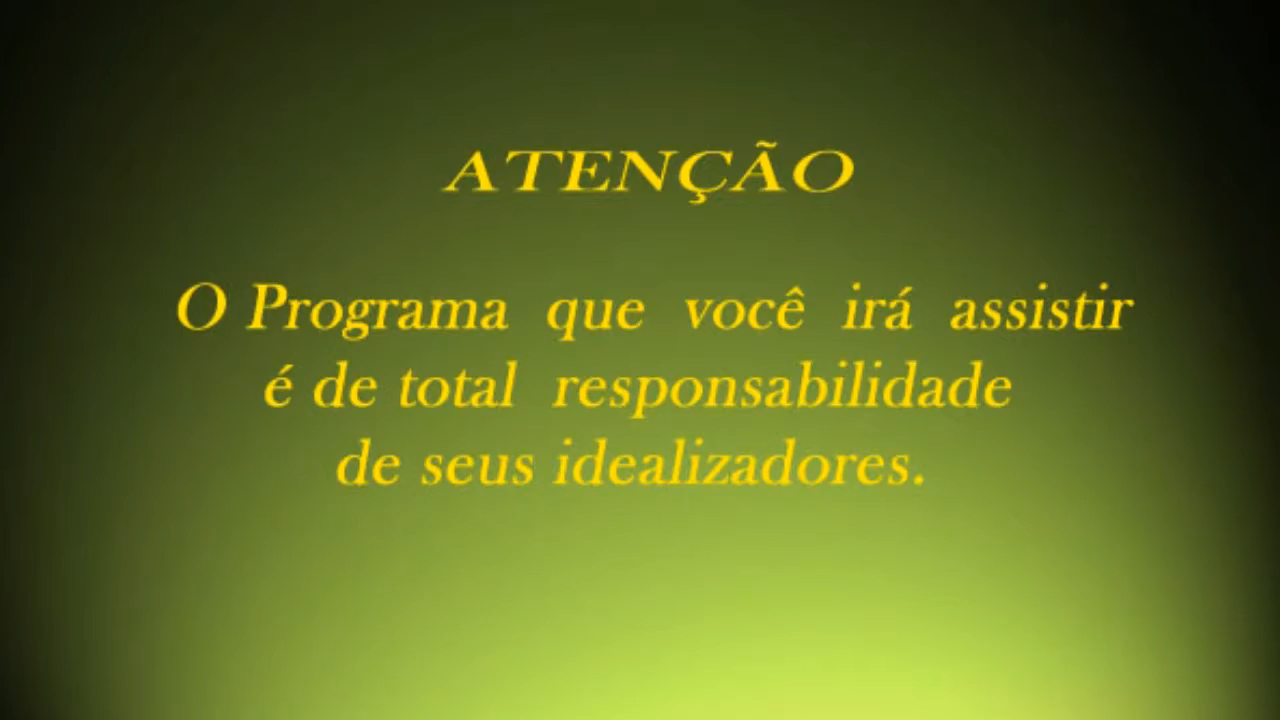 ATENÇÃO
O Programa que você irá assistir
é de total responsabilidade
de seus idealizadores.